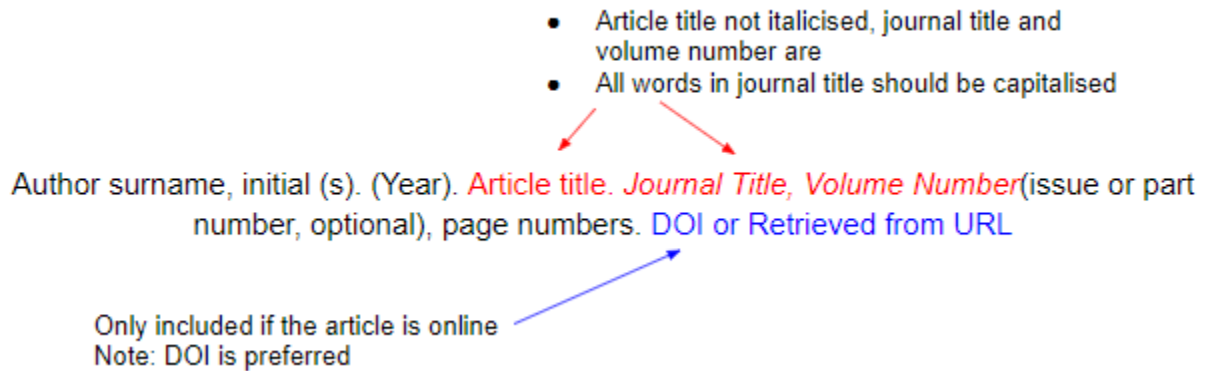 ● Article title not italicised, journal title and
volume number are
● All words in journal title should be capitalised
Author surname, initial (s). (Year). Article title. Journal Title, Volume Number(issue or part
number, optional), page numbers. DOI or Retrieved from URL
Only included if the article is online
Note: DOI is preferred